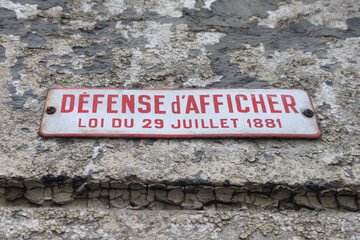 DÉFENSE d'AFFICHER
LOI DU 29 JUILLET 1881